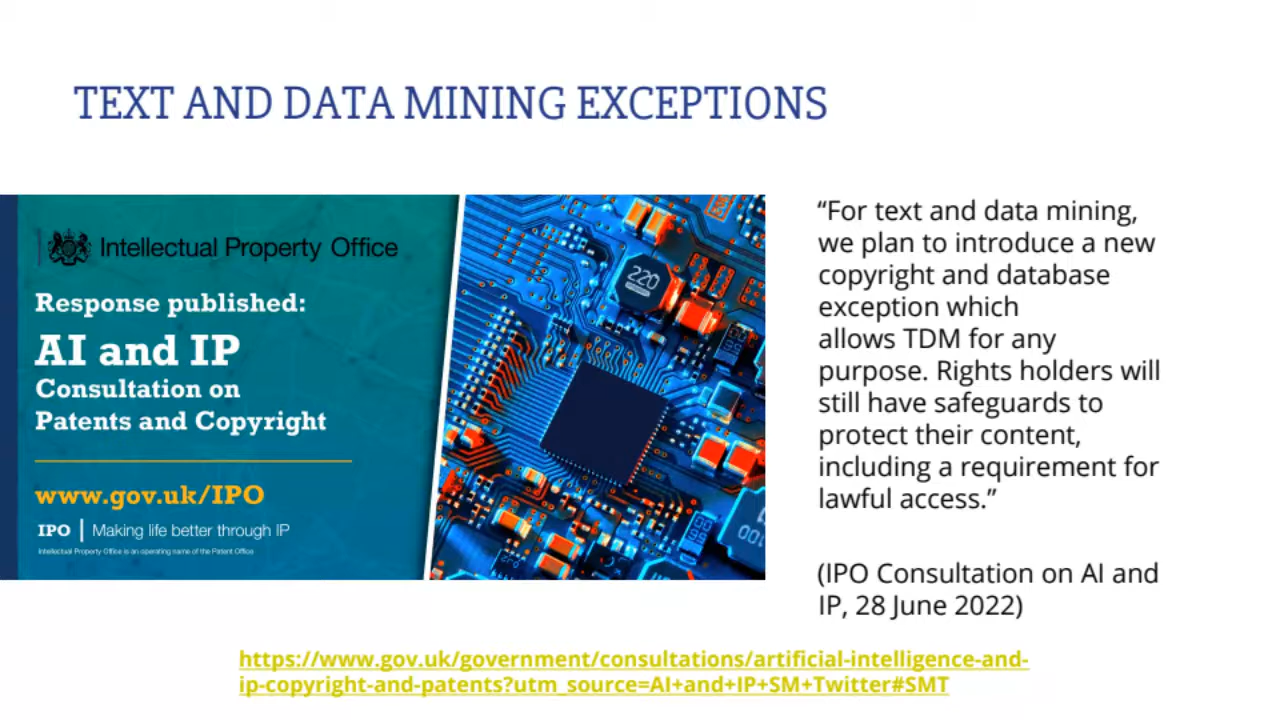 TEXT AND DATA MINING EXCEPTIONS
Intellectual Property Office
Response published:
AI and IP
Consultation on
Patents and Copyright
www.gov.uk/IPO
IPO | Making life better through IP
Intellectual Property Office is an operating name of the Patent Office
220
“For text and data mining,
we plan to introduce a new
copyright and database
exception which
allows TDM for any
purpose. Rights holders will
still have safeguards to
protect their content,
including a requirement for
lawful access.”
(IPO Consultation on AI and
IP, 28 June 2022)
https://www.gov.uk/government/consultations/artificial-intelligence-and-
ip-copyright-and-patents?utm_source=AI+and+IP+SM+Twitter#SMT